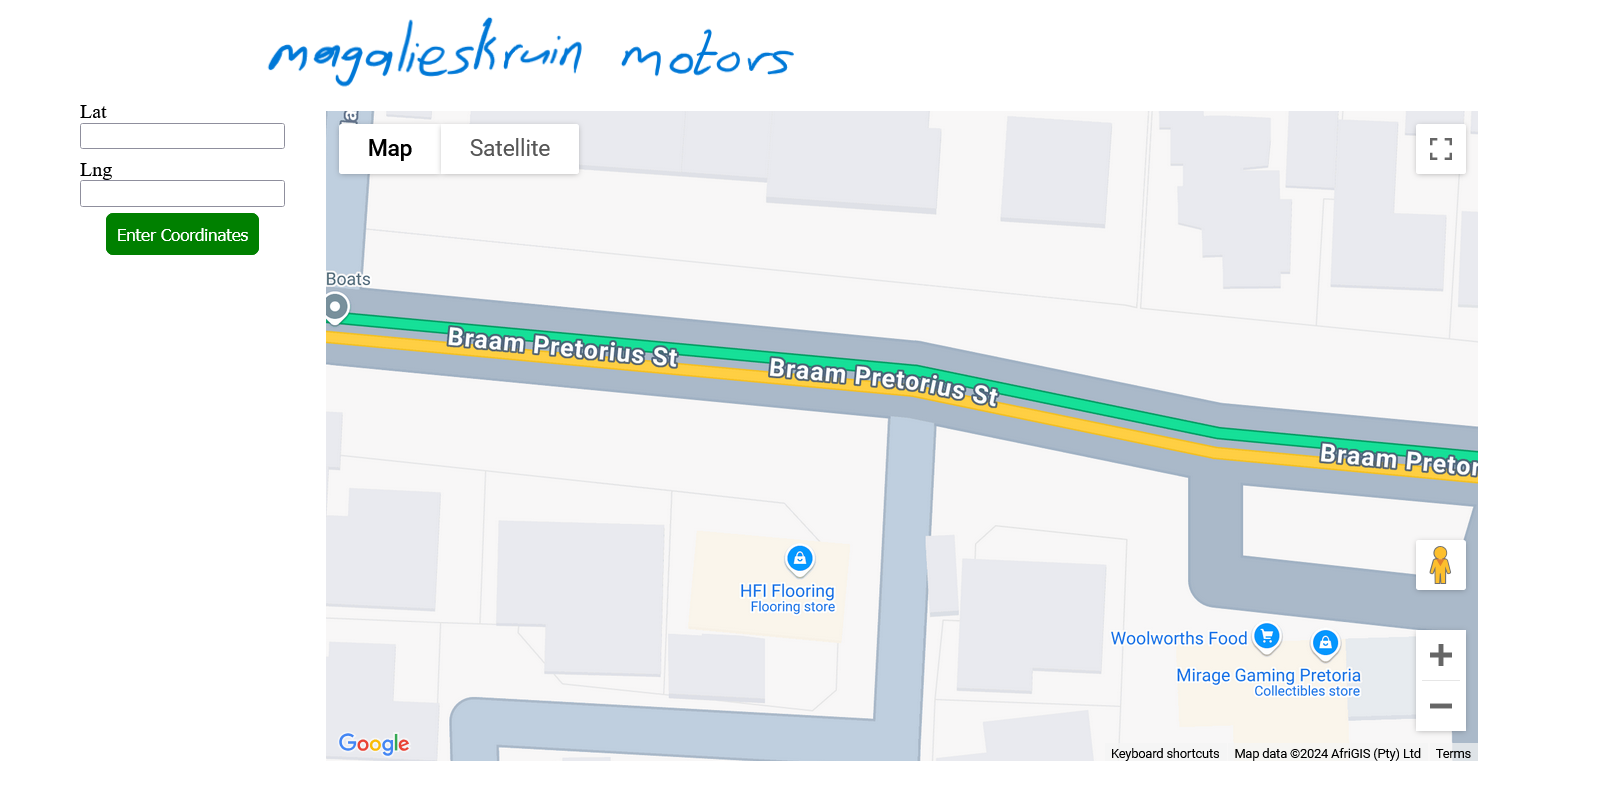 magalieskruin motors
Lat
Lng
Enter Coordinates
Map
Satellite
Boats
Braam Pretorius St
Braam Pretorius St
Braam Pretor
HFI Flooring
Flooring store
Woolworths Food
Mirage Gaming Pretoria
Collectibles store
Google
Keyboard shortcuts
Map data ©2024 AfriGIS (Pty) Ltd
Terms